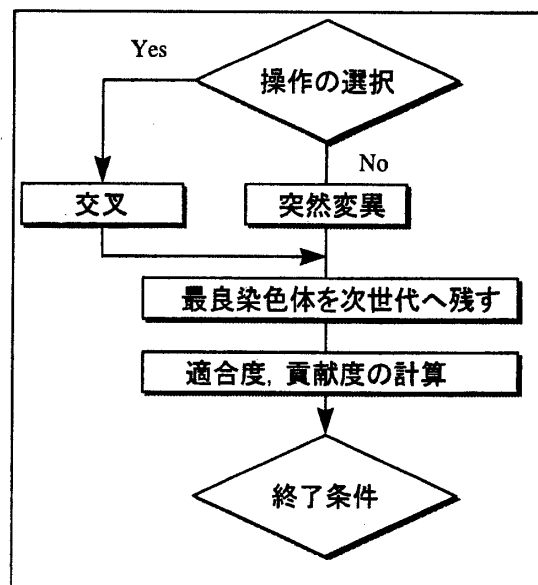 操作の選択
Yes
No
交叉
突然変異
最良染色体を次世代へ残す
適合度, 貢献度の計算
終了条件